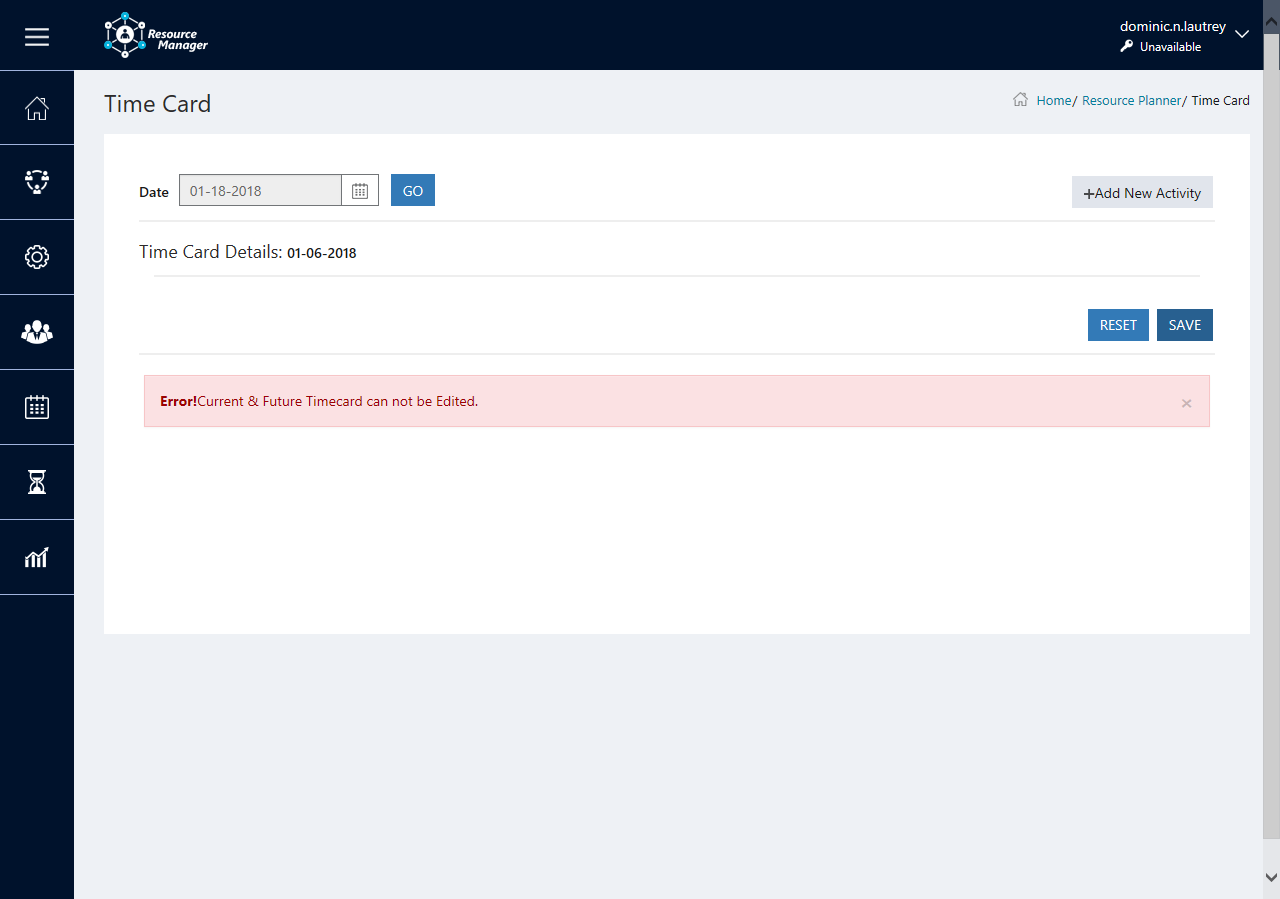 Resource
Manager
dominic.n.lautrey
Unavailable
Time Card
Home/ Resource Planner/ Time Card
Date 01-18-2018 GO
+Add New Activity
Time Card Details: 01-06-2018
RESET SAVE
Error!Current & Future Timecard can not be Edited. ×